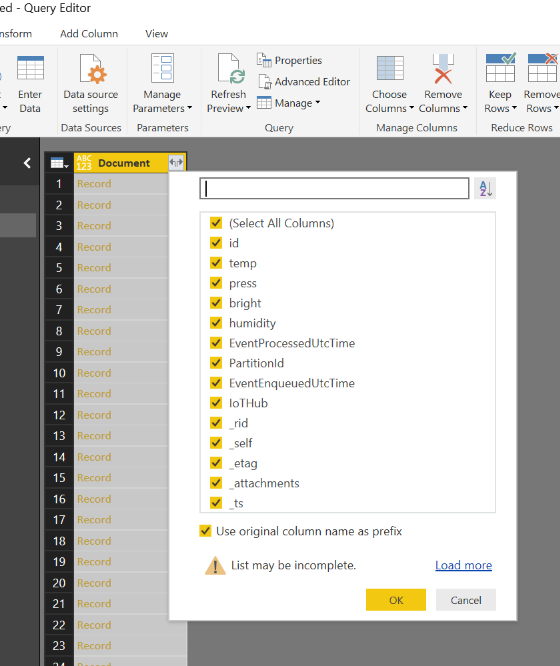 ed - Query Editor
nsform Add Column View
Enter Data
Data source settings
Manage Parameters
Refresh Preview
Properties
Advanced Editor
Manage
Choose Columns
Remove Columns
Keep Rows
Remove Rows
ry Data Sources Parameters Query Manage Columns Reduce Rows
ABC 123 Document
1 Record
2 Record
3 Record
4 Record
5 Record
6 Record
7 Record
8 Record
9 Record
10 Record
11 Record
12 Record
13 Record
14 Record
15 Record
16 Record
17 Record
18 Record
19 Record
20 Record
21 Record
22 Record
23 Record
24 Record
A Z
(Select All Columns)
id
temp
press
bright
humidity
EventProcessedUtcTime
PartitionId
EventEnqueuedUtcTime
IoTHub
_rid
_self
_etag
_attachments
_ts
Use original column name as prefix
List may be incomplete. Load more
OK Cancel